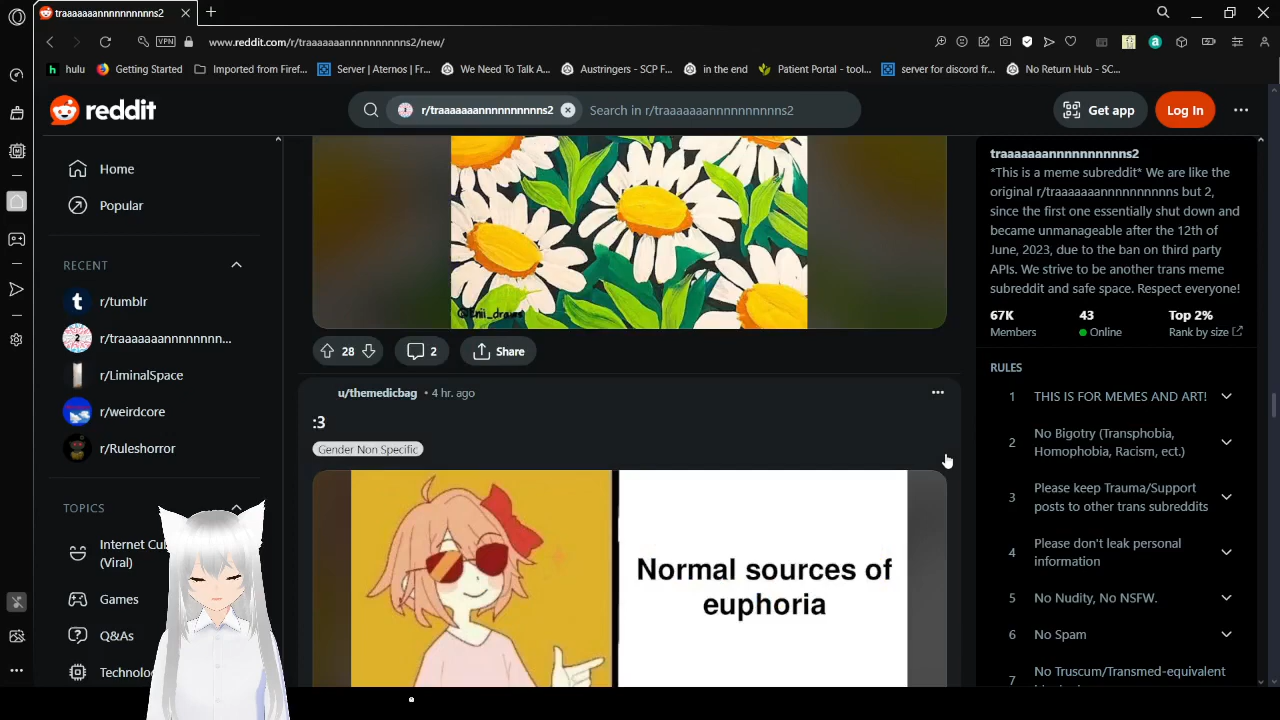 traaaaaaannnnnnnnnns2
www.reddit.com/r/traaaaaaannnnnnnnnns2/new/
VPN
hulu
Getting Started
Imported from Firef...
Server | Aternos | Fr...
We Need To Talk A...
Austringers - SCP F...
in the end
Patient Portal - tool...
server for discord fr...
No Return Hub - SC...
reddit
r/traaaaaaannnnnnnnnns2
Search in r/traaaaaaannnnnnnnnns2
Get app
Log In
Home
Popular
RECENT
r/tumblr
r/traaaaaaannnnnnn...
r/LiminalSpace
r/weirdcore
r/Ruleshorror
TOPICS
Internet Cul
(Viral)
Games
Q&As
Technolo
28
2
Share
u/themedicbag • 4 hr. ago
:3
Gender Non Specific
Normal sources of
euphoria
traaaaaaannnnnnnnnns2
*This is a meme subreddit* We are like the
original r/traaaaaaannnnnnnnnns but 2,
since the first one essentially shut down and
became unmanageable after the 12th of
June, 2023, due to the ban on third party
APIs. We strive to be another trans meme
subreddit and safe space. Respect everyone!
67K
Members
43
Online
Top 2%
Rank by size
RULES
1 THIS IS FOR MEMES AND ART!
2 No Bigotry (Transphobia,
Homophobia, Racism, ect.)
3 Please keep Trauma/Support
posts to other trans subreddits
4 Please don't leak personal
information
5 No Nudity, No NSFW.
6 No Spam
7 No Truscum/Transmed-equivalent